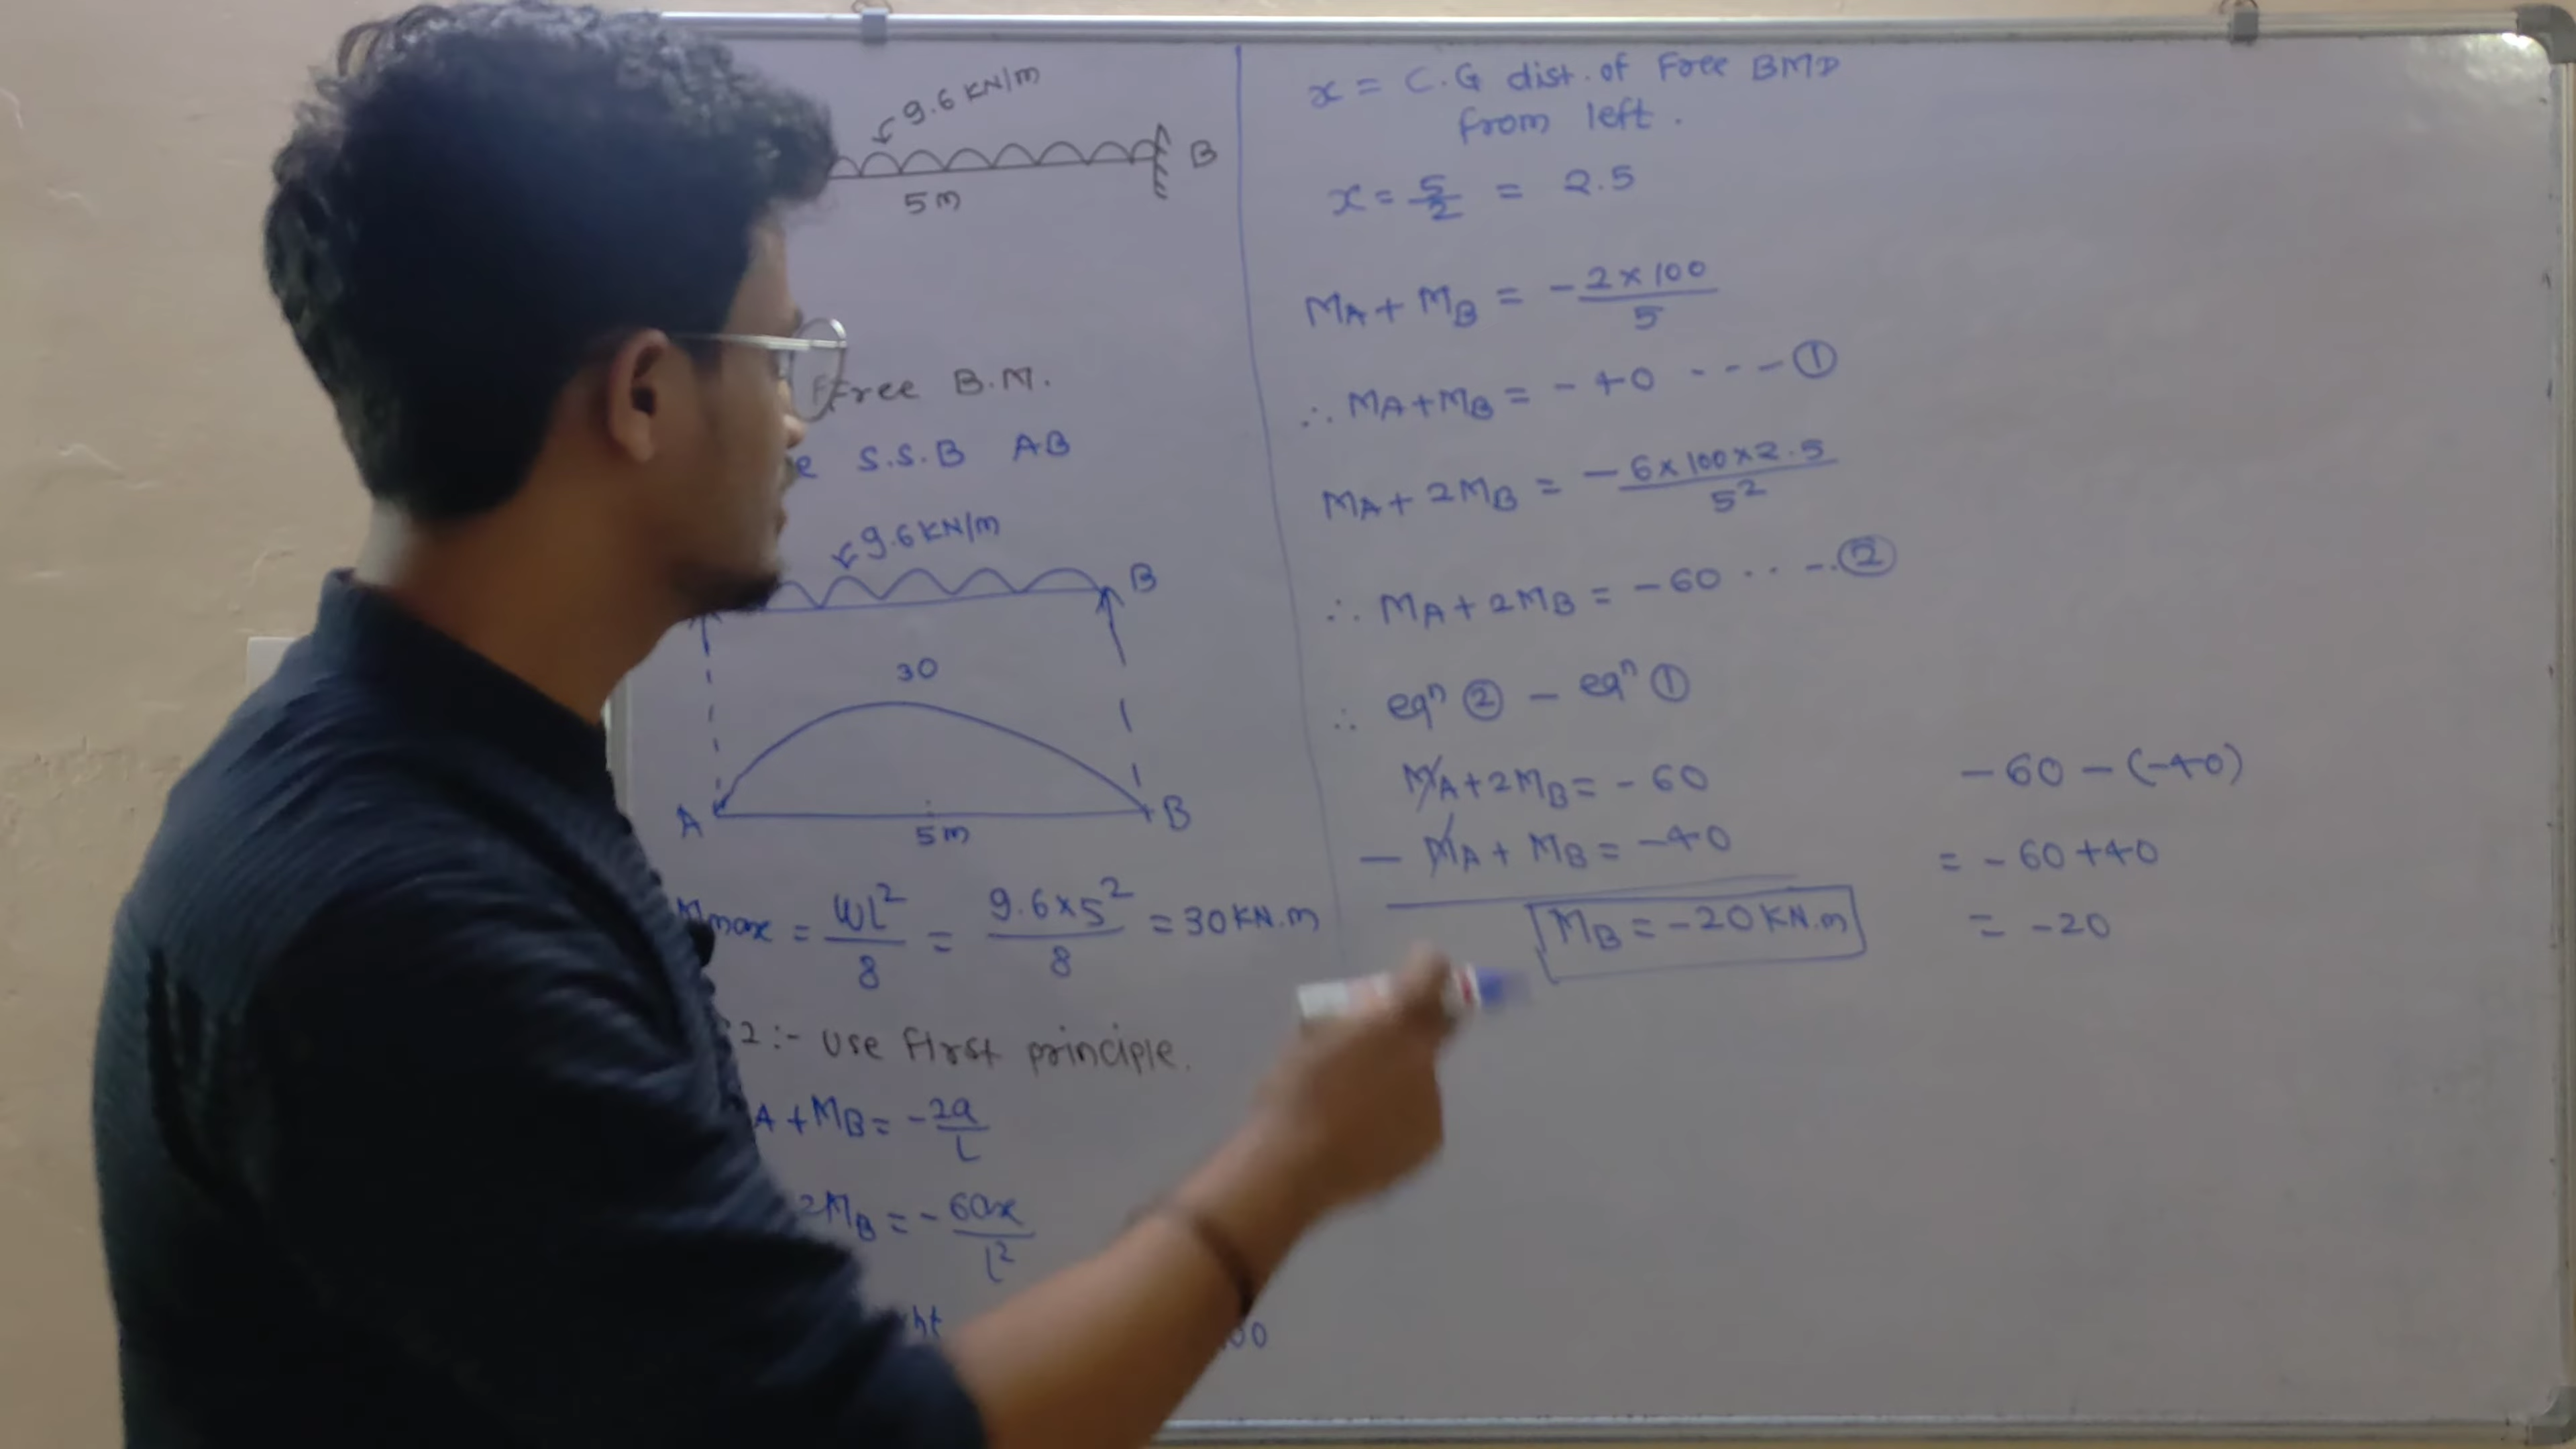 9.6 KN/m
B
5m
Free B.M.
S.S.B AB
9.6 KN/m
B
30
A
B
5m
max = wl²/8 = 9.6×5²/8 = 30 KN.m
2:- Use First principle.
A + MB = - 2a/L
2MB = - 6ax/l²
ht
00
x = C.G dist. of Free BMD
from left.
x = 5/2 = 2.5
MA + MB = - 2×100/5
∴ MA + MB = - 40 --- ①
MA + 2MB = - 6×100×2.5/5²
∴ MA + 2MB = - 60 .. -. ②
∴ eqⁿ ② - eqⁿ ①
MA + 2MB = - 60
- MA + MB = - 40
MB = - 20 KN.m
- 60 - (-40)
= - 60 + 40
= - 20